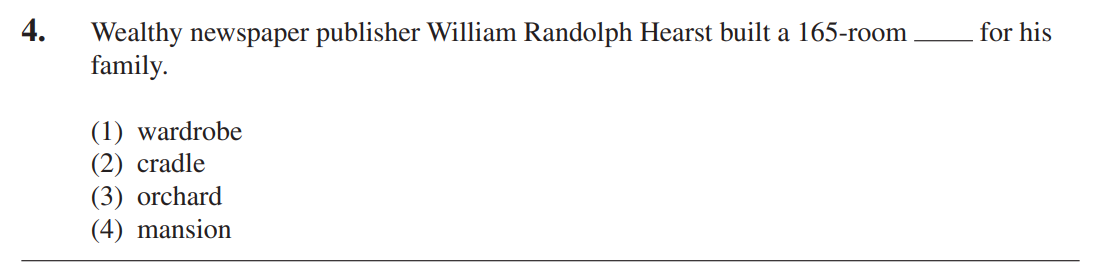 4. Wealthy newspaper publisher William Randolph Hearst built a 165-room _____ for his
family.
(1) wardrobe
(2) cradle
(3) orchard
(4) mansion